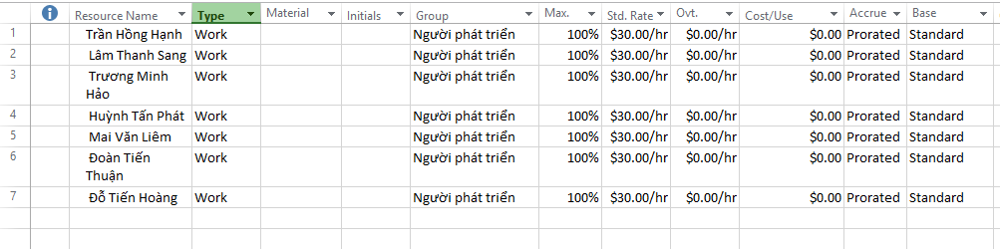 Resource Name Type Material Initials Group Max. Std. Rate Ovt. Cost/Use Accrue Base
1 Trần Hồng Hạnh Work Người phát triển 100% $30.00/hr $0.00/hr $0.00 Prorated Standard
2 Lâm Thanh Sang Work Người phát triển 100% $30.00/hr $0.00/hr $0.00 Prorated Standard
3 Trương Minh Work Người phát triển 100% $30.00/hr $0.00/hr $0.00 Prorated Standard
Hảo
4 Huỳnh Tấn Phát Work Người phát triển 100% $30.00/hr $0.00/hr $0.00 Prorated Standard
5 Mai Văn Liêm Work Người phát triển 100% $30.00/hr $0.00/hr $0.00 Prorated Standard
6 Đoàn Tiến Work Người phát triển 100% $30.00/hr $0.00/hr $0.00 Prorated Standard
Thuận
7 Đỗ Tiến Hoàng Work Người phát triển 100% $30.00/hr $0.00/hr $0.00 Prorated Standard